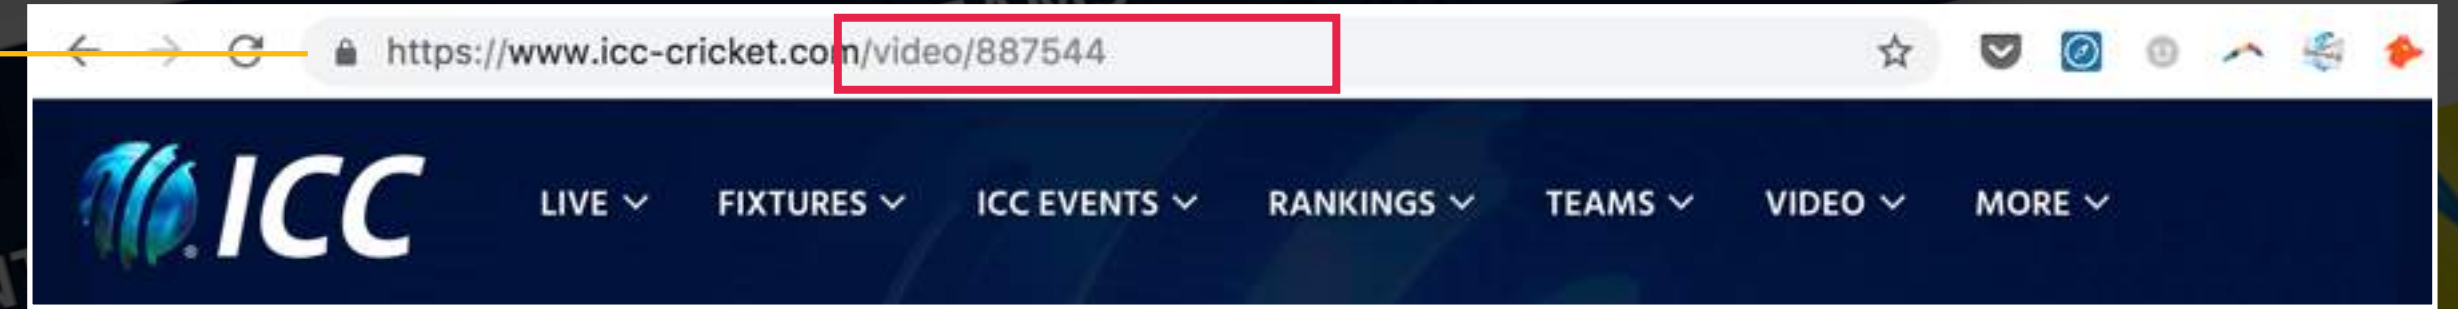 https://www.icc-cricket.com/video/887544
ICC LIVE FIXTURES ICC EVENTS RANKINGS TEAMS VIDEO MORE